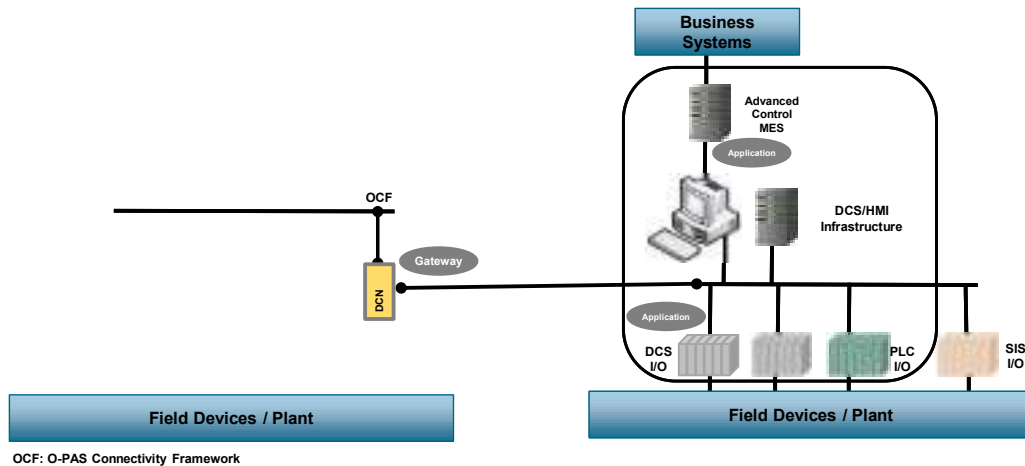 Business
Systems
Advanced
Control
MES
Application
OCF
DCS/HMI
Infrastructure
Gateway
DCN
Application
DCS
I/O
PLC
I/O
SIS
I/O
Field Devices / Plant
Field Devices / Plant
OCF: O-PAS Connectivity Framework